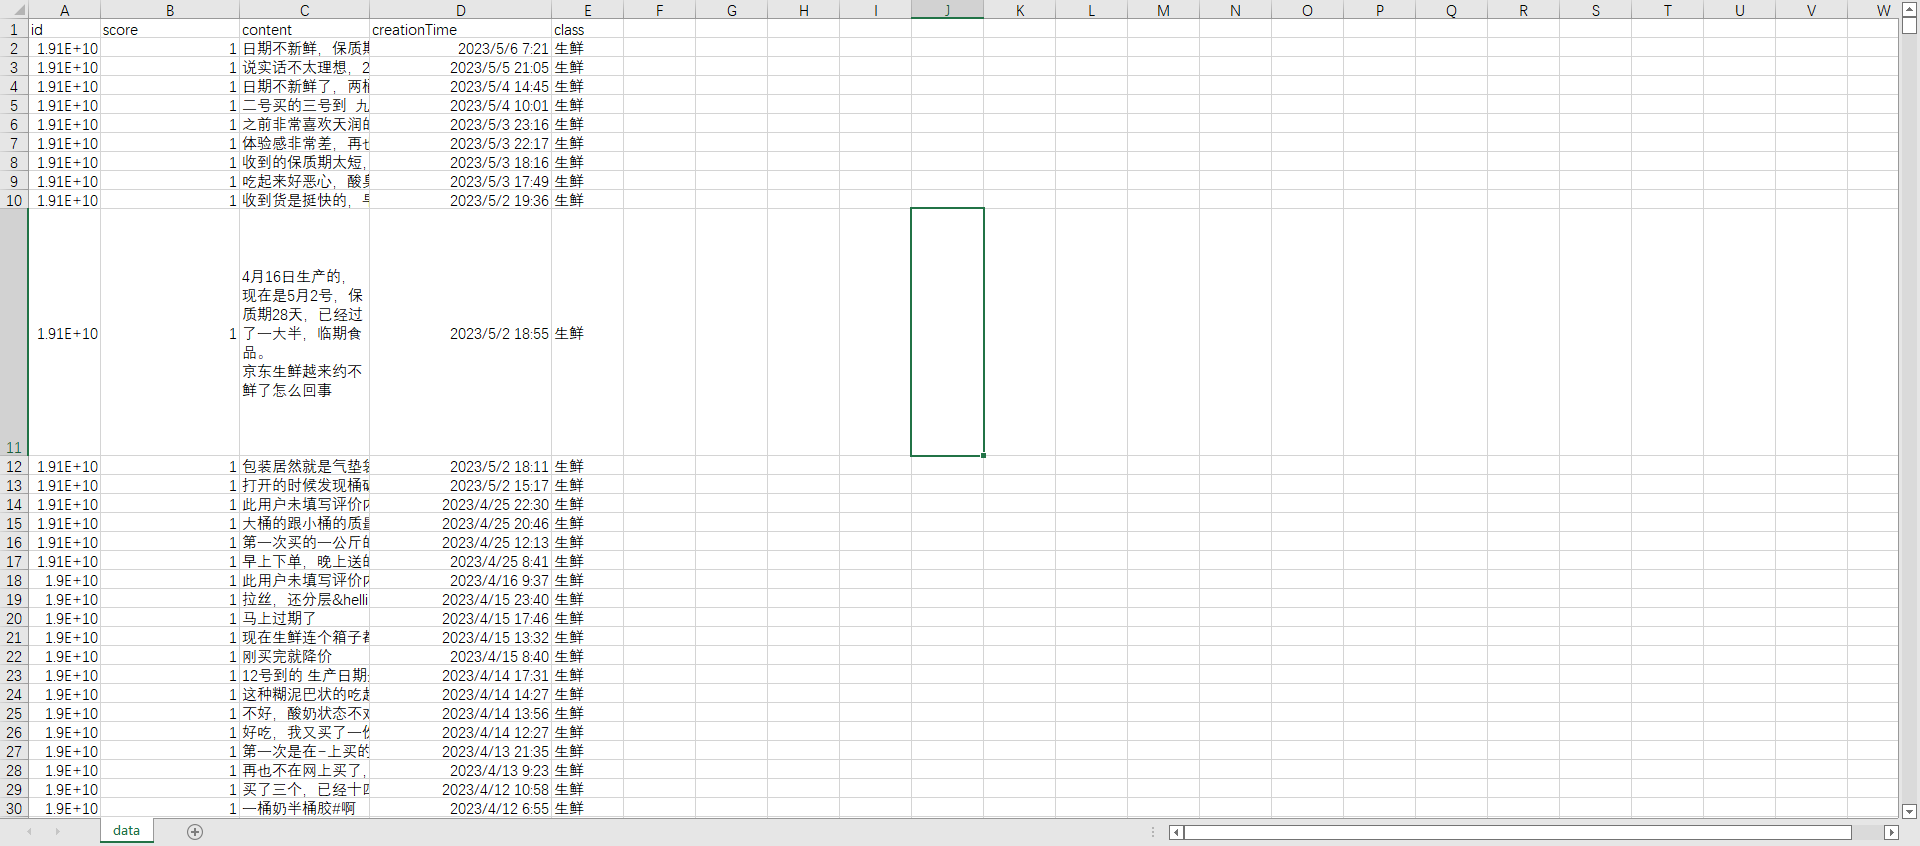 A B C D E F G H I J K L M N O P Q R S T U V W
1 id score content creationTime class
2 1.91E+10 1 日期不新鲜，保质期 2023/5/6 7:21 生鲜
3 1.91E+10 1 说实话不太理想，2 2023/5/5 21:05 生鲜
4 1.91E+10 1 日期不新鲜了，两桶 2023/5/4 14:45 生鲜
5 1.91E+10 1 二号买的三号到 九 2023/5/4 10:01 生鲜
6 1.91E+10 1 之前非常喜欢天润的 2023/5/3 23:16 生鲜
7 1.91E+10 1 体验感非常差，再也 2023/5/3 22:17 生鲜
8 1.91E+10 1 收到的保质期太短， 2023/5/3 18:16 生鲜
9 1.91E+10 1 吃起来好恶心，酸臭 2023/5/3 17:49 生鲜
10 1.91E+10 1 收到货是挺快的， 2023/5/2 19:36 生鲜
4月16日生产的，
现在是5月2号，保
质期28天，已经过
1.91E+10 1 了一大半，临期食 2023/5/2 18:55 生鲜
品。
京东生鲜越来约不
鲜了怎么回事
11
12 1.91E+10 1 包装居然就是气垫袋 2023/5/2 18:11 生鲜
13 1.91E+10 1 打开的时候发现桶破 2023/5/2 15:17 生鲜
14 1.91E+10 1 此用户未填写评价内 2023/4/25 22:30 生鲜
15 1.91E+10 1 大桶的跟小桶的质量 2023/4/25 20:46 生鲜
16 1.91E+10 1 第一次买的一公斤的 2023/4/25 12:13 生鲜
17 1.91E+10 1 早上下单，晚上送的 2023/4/25 8:41 生鲜
18 1.9E+10 1 此用户未填写评价内 2023/4/16 9:37 生鲜
19 1.9E+10 1 拉丝，还分层&helli 2023/4/15 23:40 生鲜
20 1.9E+10 1 马上过期了 2023/4/15 17:46 生鲜
21 1.9E+10 1 现在生鲜连个箱子都 2023/4/15 13:32 生鲜
22 1.9E+10 1 刚买完就降价 2023/4/15 8:40 生鲜
23 1.9E+10 1 12号到的 生产日期 2023/4/14 17:31 生鲜
24 1.9E+10 1 这种糊泥巴状的吃起 2023/4/14 14:27 生鲜
25 1.9E+10 1 不好，酸奶状态不对 2023/4/14 13:56 生鲜
26 1.9E+10 1 好吃，我又买了一份 2023/4/14 12:27 生鲜
27 1.9E+10 1 第一次是在-上买的 2023/4/13 21:35 生鲜
28 1.9E+10 1 再也不在网上买了， 2023/4/13 9:23 生鲜
29 1.9E+10 1 买了三个，已经十四 2023/4/12 10:58 生鲜
30 1.9E+10 1 一桶奶半桶胶#啊 2023/4/12 6:55 生鲜
data